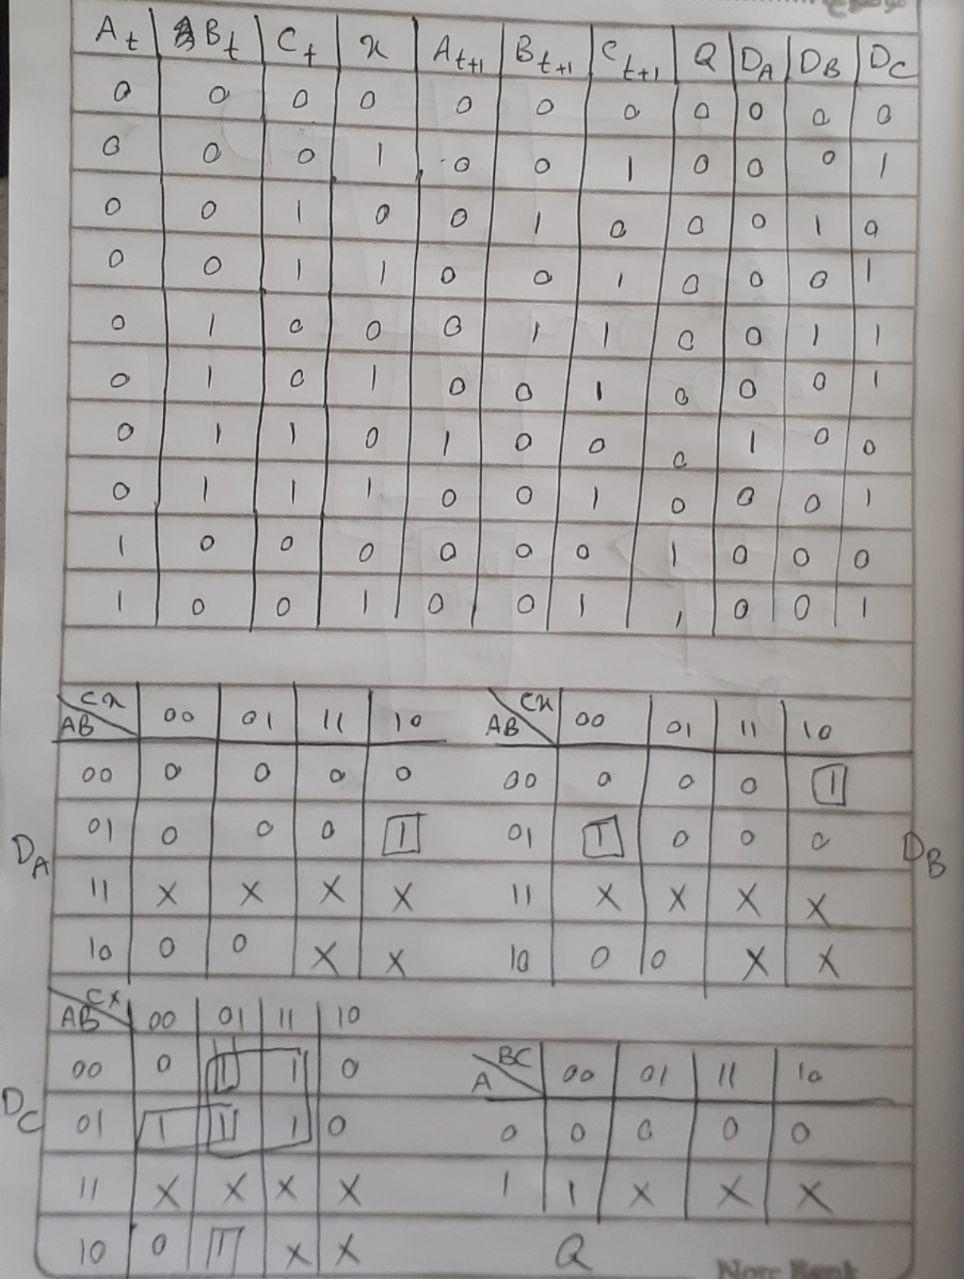 A_t B_t C_t x A_{t+1} B_{t+1} C_{t+1} Q D_A D_B D_C
0 0 0 0 0 0 0 0 0 0 0
0 0 0 1 0 0 1 0 0 0 1
0 0 1 0 0 1 0 0 0 1 0
0 0 1 1 0 0 1 0 0 0 1
0 1 0 0 0 1 1 0 0 1 1
0 1 0 1 0 0 1 0 0 0 1
0 1 1 0 1 0 0 0 1 0 0
0 1 1 1 0 0 1 0 0 0 1
1 0 0 0 0 0 0 1 0 0 0
1 0 0 1 0 0 1 1 0 0 1
D_A
AB Cx 00 01 11 10
00 0 0 0 0
01 0 0 0 1
11 X X X X
10 0 0 X X
D_B
AB Cx 00 01 11 10
00 0 0 0 1
01 1 0 0 0
11 X X X X
10 0 0 X X
D_C
AB Cx 00 01 11 10
00 0 1 1 0
01 1 1 1 0
11 X X X X
10 0 1 X X
A BC 00 01 11 10
0 0 0 0 0
1 1 X X X
Q